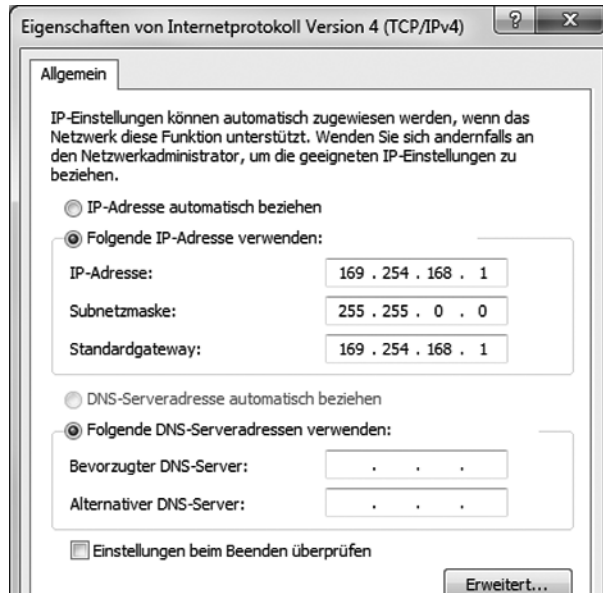 Eigenschaften von Internetprotokoll Version 4 (TCP/IPv4)
?
X
Allgemein
IP-Einstellungen können automatisch zugewiesen werden, wenn das
Netzwerk diese Funktion unterstützt. Wenden Sie sich andernfalls an
den Netzwerkadministrator, um die geeigneten IP-Einstellungen zu
beziehen.
IP-Adresse automatisch beziehen
Folgende IP-Adresse verwenden:
IP-Adresse: 169 . 254 . 168 . 1
Subnetzmaske: 255 . 255 . 0 . 0
Standardgateway: 169 . 254 . 168 . 1
DNS-Serveradresse automatisch beziehen
Folgende DNS-Serveradressen verwenden:
Bevorzugter DNS-Server: . . .
Alternativer DNS-Server: . . .
Einstellungen beim Beenden überprüfen
Erweitert...